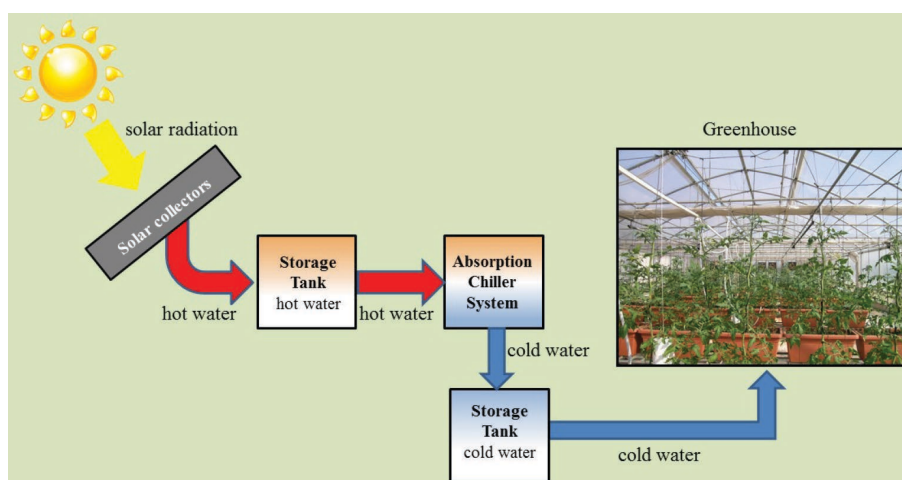 solar radiation
Solar collectors
hot water
Storage
Tank
hot water
hot water
Absorption
Chiller
System
cold water
Storage
Tank
cold water
cold water
Greenhouse